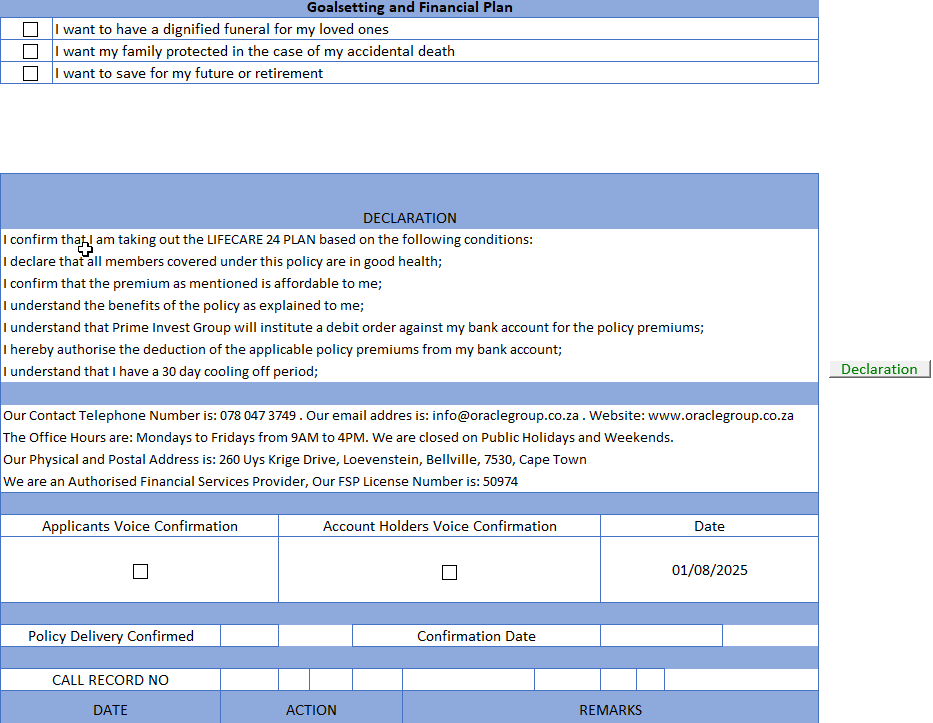 Goalsetting and Financial Plan
I want to have a dignified funeral for my loved ones
I want my family protected in the case of my accidental death
I want to save for my future or retirement
DECLARATION
I confirm that I am taking out the LIFECARE 24 PLAN based on the following conditions:
I declare that all members covered under this policy are in good health;
I confirm that the premium as mentioned is affordable to me;
I understand the benefits of the policy as explained to me;
I understand that Prime Invest Group will institute a debit order against my bank account for the policy premiums;
I hereby authorise the deduction of the applicable policy premiums from my bank account;
I understand that I have a 30 day cooling off period;
Declaration
Our Contact Telephone Number is: 078 047 3749 . Our email addres is: info@oraclegroup.co.za . Website: www.oraclegroup.co.za
The Office Hours are: Mondays to Fridays from 9AM to 4PM. We are closed on Public Holidays and Weekends.
Our Physical and Postal Address is: 260 Uys Krige Drive, Loevenstein, Bellville, 7530, Cape Town
We are an Authorised Financial Services Provider, Our FSP License Number is: 50974
Applicants Voice Confirmation Account Holders Voice Confirmation Date
01/08/2025
Policy Delivery Confirmed Confirmation Date
CALL RECORD NO
DATE ACTION REMARKS